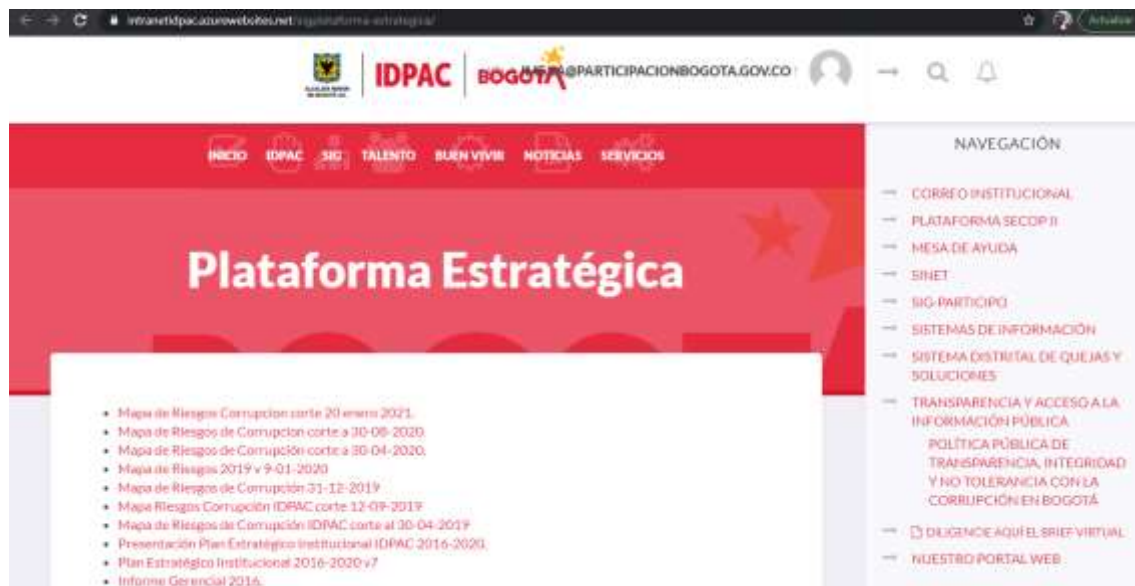 intranetidpac.azurewebsites.net/sig/plataforma-estrategica/
Actualizar
IDPAC
BOGOTÁ
@PARTICIPACIONBOGOTA.GOV.CO
INICIO IDPAC SIG TALENTO BUEN VIVIR NOTICIAS SERVICIOS
Plataforma Estratégica
Mapa de Riesgos Corrupcion corte 20 enero 2021.
Mapa de Riesgos de Corrupcion corte a 30-08-2020.
Mapa de Riesgos de Corrupción corte a 30-04-2020.
Mapa de Riesgos 2019 v 9-01-2020
Mapa de Riesgos de Corrupción 31-12-2019
Mapa Riesgos Corrupción IDPAC corte 12-09-2019
Mapa de Riesgos de Corrupción IDPAC corte al 30-04-2019
Presentación Plan Estratégico Institucional IDPAC 2016-2020.
Plan Estratégico Institucional 2016-2020 v7
Informe Gerencial 2016.
NAVEGACIÓN
CORREO INSTITUCIONAL
PLATAFORMA SECOP II
MESA DE AYUDA
SINET
SIG-PARTICIPO
SISTEMAS DE INFORMACIÓN
SISTEMA DISTRITAL DE QUEJAS Y
SOLUCIONES
TRANSPARENCIA Y ACCESO A LA
INFORMACIÓN PÚBLICA
POLÍTICA PÚBLICA DE
TRANSPARENCIA, INTEGRIDAD
Y NO TOLERANCIA CON LA
CORRUPCIÓN EN BOGOTÁ
DILIGENCIE AQUÍ EL BRIEF VIRTUAL
NUESTRO PORTAL WEB